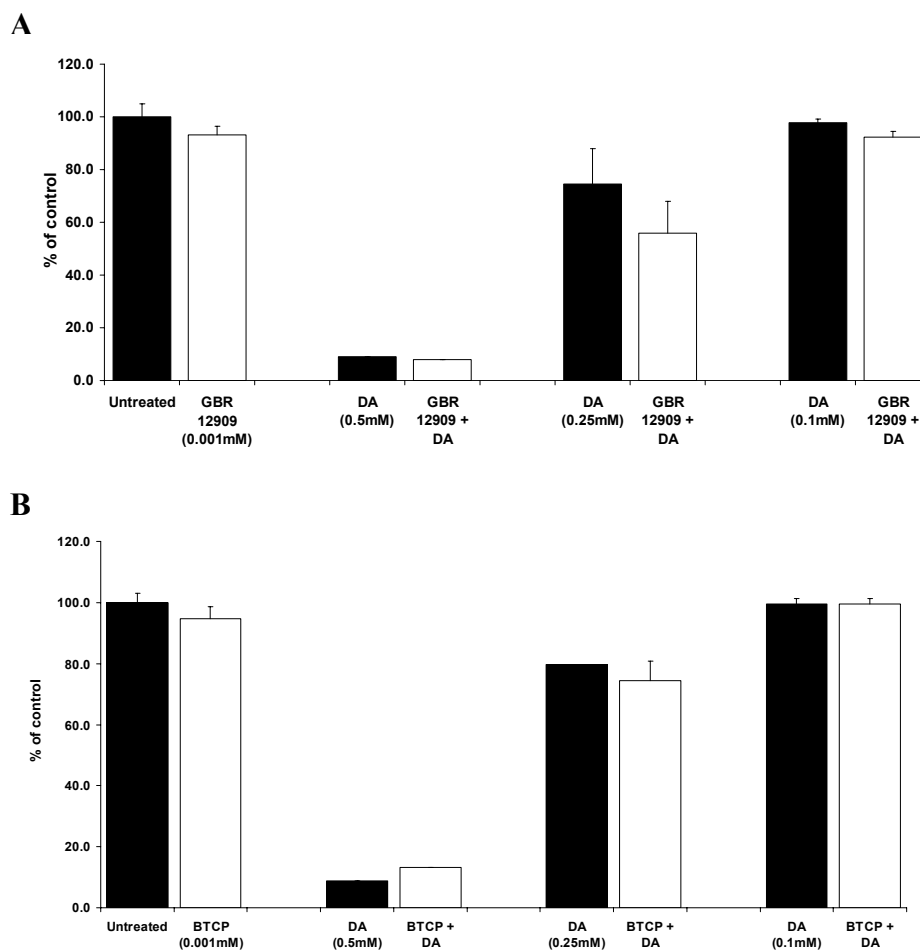 A
120.0
100.0
80.0
60.0
40.0
20.0
0.0
% of control
Untreated
GBR
12909
(0.001mM)
DA
(0.5mM)
GBR
12909 +
DA
DA
(0.25mM)
GBR
12909 +
DA
DA
(0.1mM)
GBR
12909 +
DA
B
120.0
100.0
80.0
60.0
40.0
20.0
0.0
% of control
Untreated
BTCP
(0.001mM)
DA
(0.5mM)
BTCP +
DA
DA
(0.25mM)
BTCP +
DA
DA
(0.1mM)
BTCP +
DA